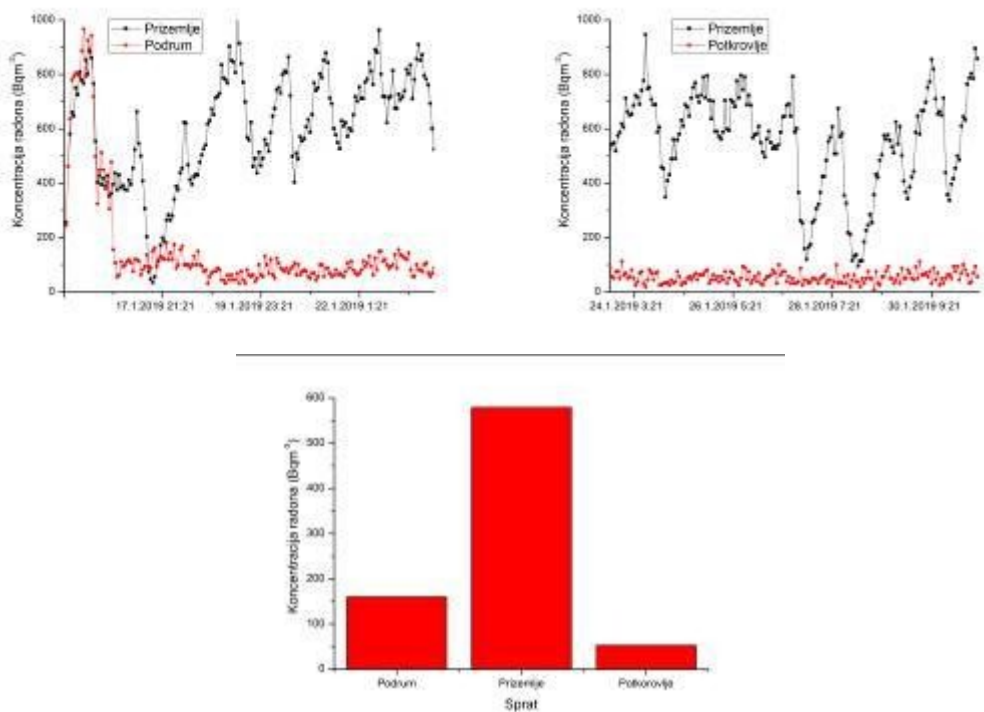 1000
800
600
400
200
0
Koncentracija radona (Bqm⁻³)
Prizemlje
Podrum
17.1.2019 21:21
19.1.2019 23:21
22.1.2019 1:21
1000
800
600
400
200
0
Koncentracija radona (Bqm⁻³)
Prizemlje
Potkrovlje
24.1.2019 3:21
26.1.2019 5:21
28.1.2019 7:21
30.1.2019 9:21
600
500
400
300
200
100
0
Koncentracija radona (Bqm⁻³)
Podrum
Prizemlje
Potkorovlje
Sprat